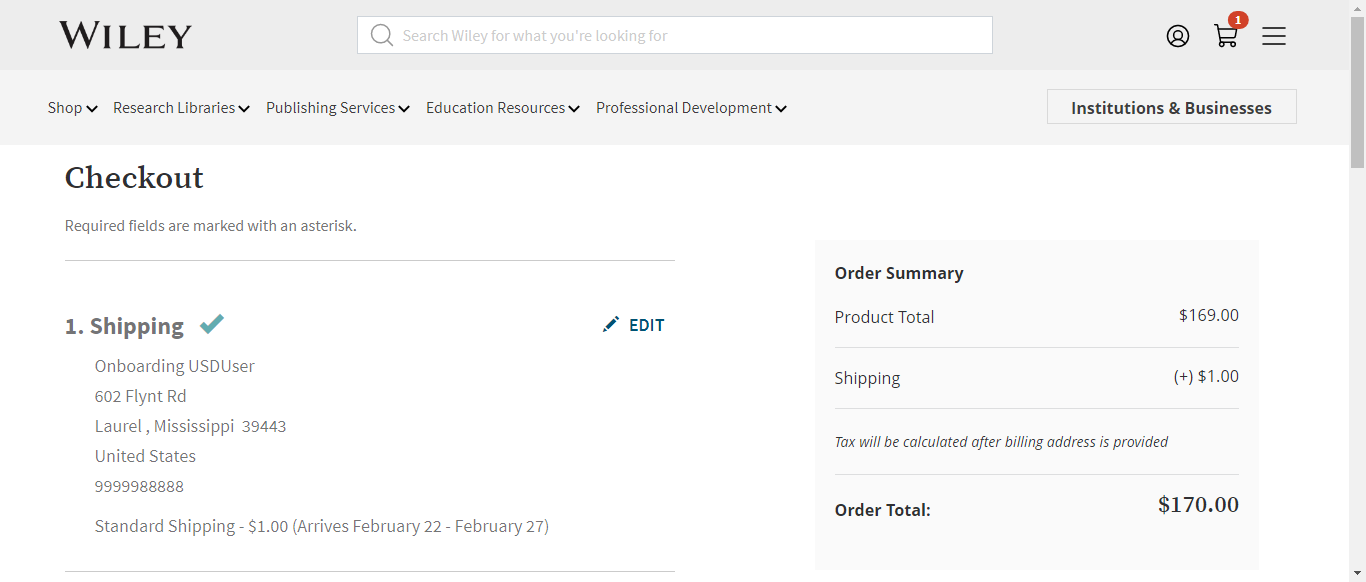 WILEY
Search Wiley for what you're looking for
1
Shop Research Libraries Publishing Services Education Resources Professional Development
Institutions & Businesses
Checkout
Required fields are marked with an asterisk.
1. Shipping
EDIT
Onboarding USDUser
602 Flynt Rd
Laurel , Mississippi 39443
United States
9999988888
Standard Shipping - $1.00 (Arrives February 22 - February 27)
Order Summary
Product Total $169.00
Shipping (+) $1.00
Tax will be calculated after billing address is provided
Order Total: $170.00